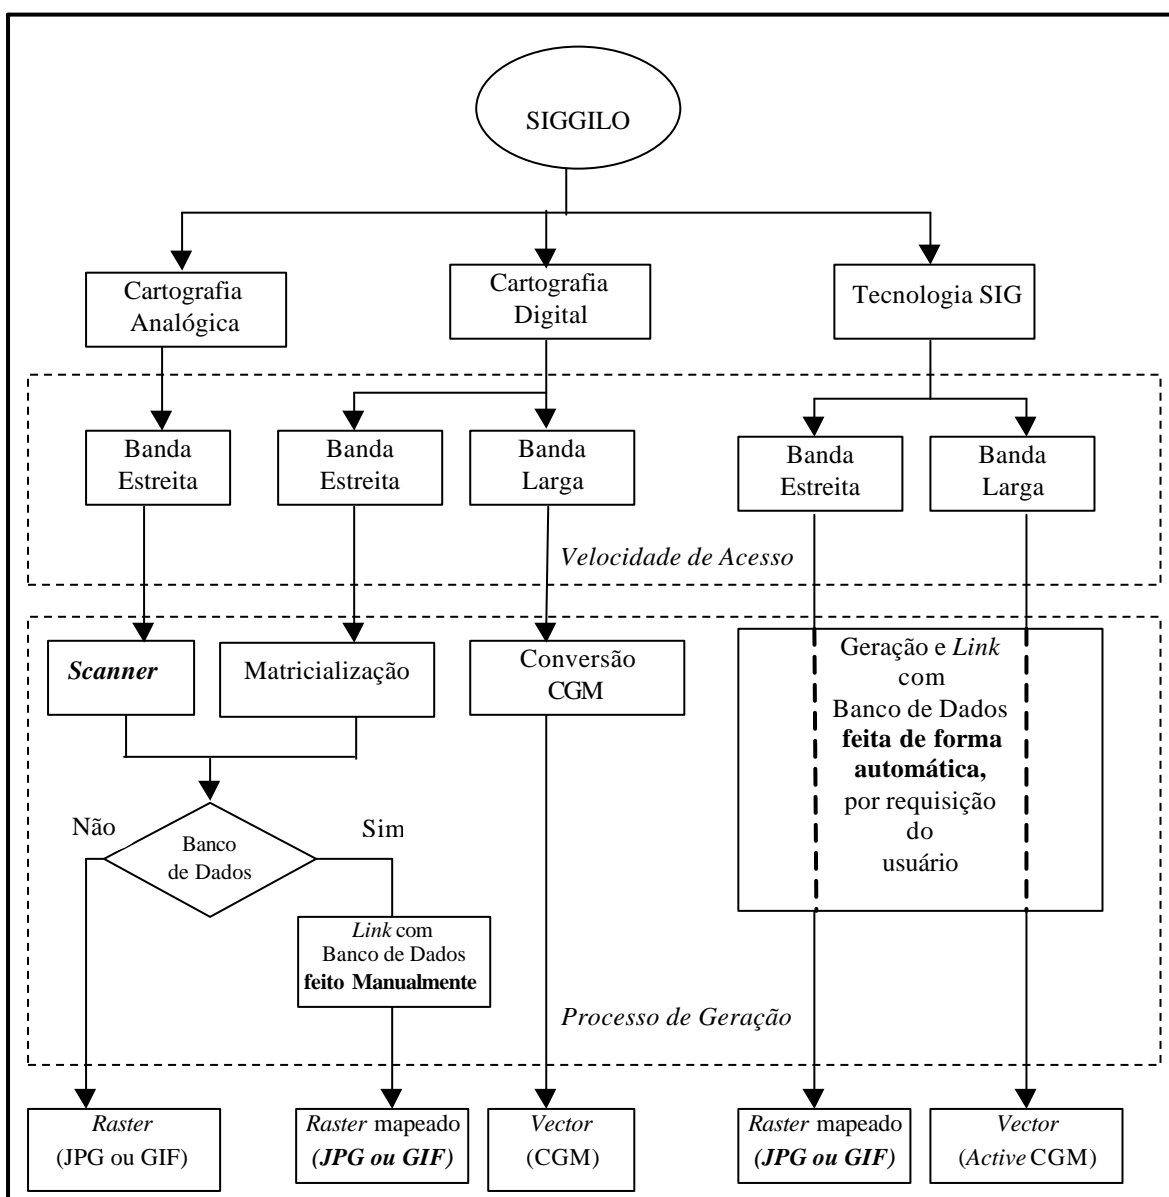 SIGGILO
Cartografia
Analógica
Cartografia
Digital
Tecnologia SIG
Banda
Estreita
Banda
Estreita
Banda
Larga
Banda
Estreita
Banda
Larga
Velocidade de Acesso
Scanner
Matricialização
Conversão
CGM
Geração e Link
com
Banco de Dados
feita de forma
automática,
por requisição
do
usuário
Não
Sim
Banco
de Dados
Link com
Banco de Dados
feito Manualmente
Processo de Geração
Raster
(JPG ou GIF)
Raster mapeado
(JPG ou GIF)
Vector
(CGM)
Raster mapeado
(JPG ou GIF)
Vector
(Active CGM)